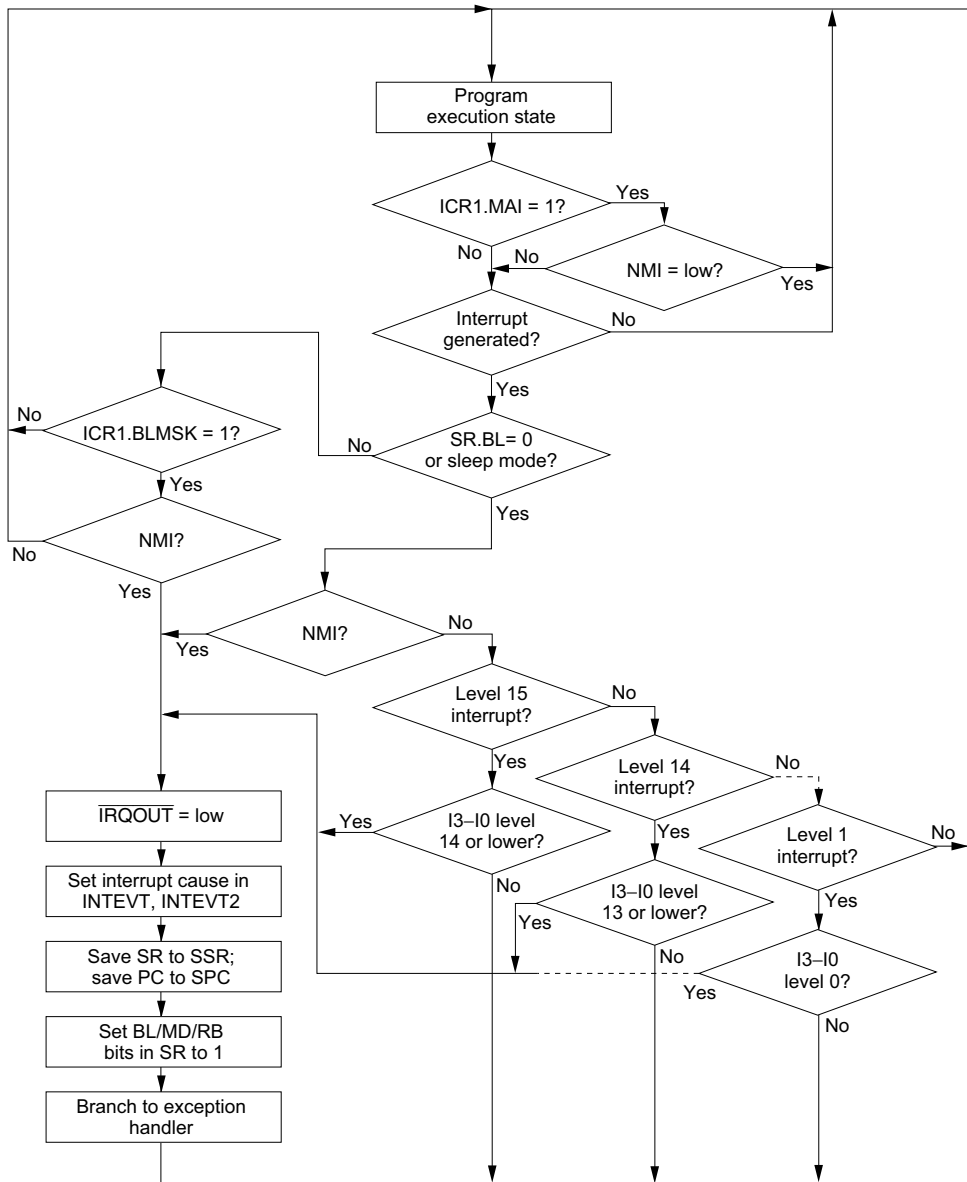 Program
execution state
ICR1.MAI = 1?
Yes
No
NMI = low?
No
Yes
Interrupt
generated?
No
Yes
SR.BL= 0
or sleep mode?
No
Yes
ICR1.BLMSK = 1?
No
Yes
NMI?
No
Yes
NMI?
Yes
No
Level 15
interrupt?
No
Yes
Level 14
interrupt?
No
Yes
Level 1
interrupt?
No
Yes
I3–I0 level
14 or lower?
Yes
No
I3–I0 level
13 or lower?
Yes
No
I3–I0
level 0?
Yes
No
IRQOUT = low
Set interrupt cause in
INTEVT, INTEVT2
Save SR to SSR;
save PC to SPC
Set BL/MD/RB
bits in SR to 1
Branch to exception
handler